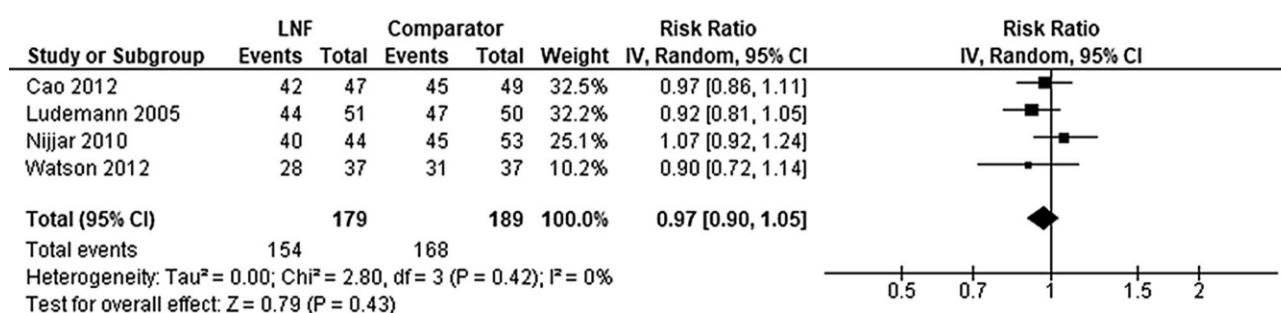 LNF Comparator Risk Ratio Risk Ratio
Study or Subgroup Events Total Events Total Weight IV, Random, 95% CI IV, Random, 95% CI
Cao 2012 42 47 45 49 32.5% 0.97 [0.86, 1.11]
Ludemann 2005 44 51 47 50 32.2% 0.92 [0.81, 1.05]
Nijjar 2010 40 44 45 53 25.1% 1.07 [0.92, 1.24]
Watson 2012 28 37 31 37 10.2% 0.90 [0.72, 1.14]
Total (95% CI) 179 189 100.0% 0.97 [0.90, 1.05]
Total events 154 168
Heterogeneity: Tau² = 0.00; Chi² = 2.80, df = 3 (P = 0.42); I² = 0%
Test for overall effect: Z = 0.79 (P = 0.43)
0.5 0.7 1 1.5 2